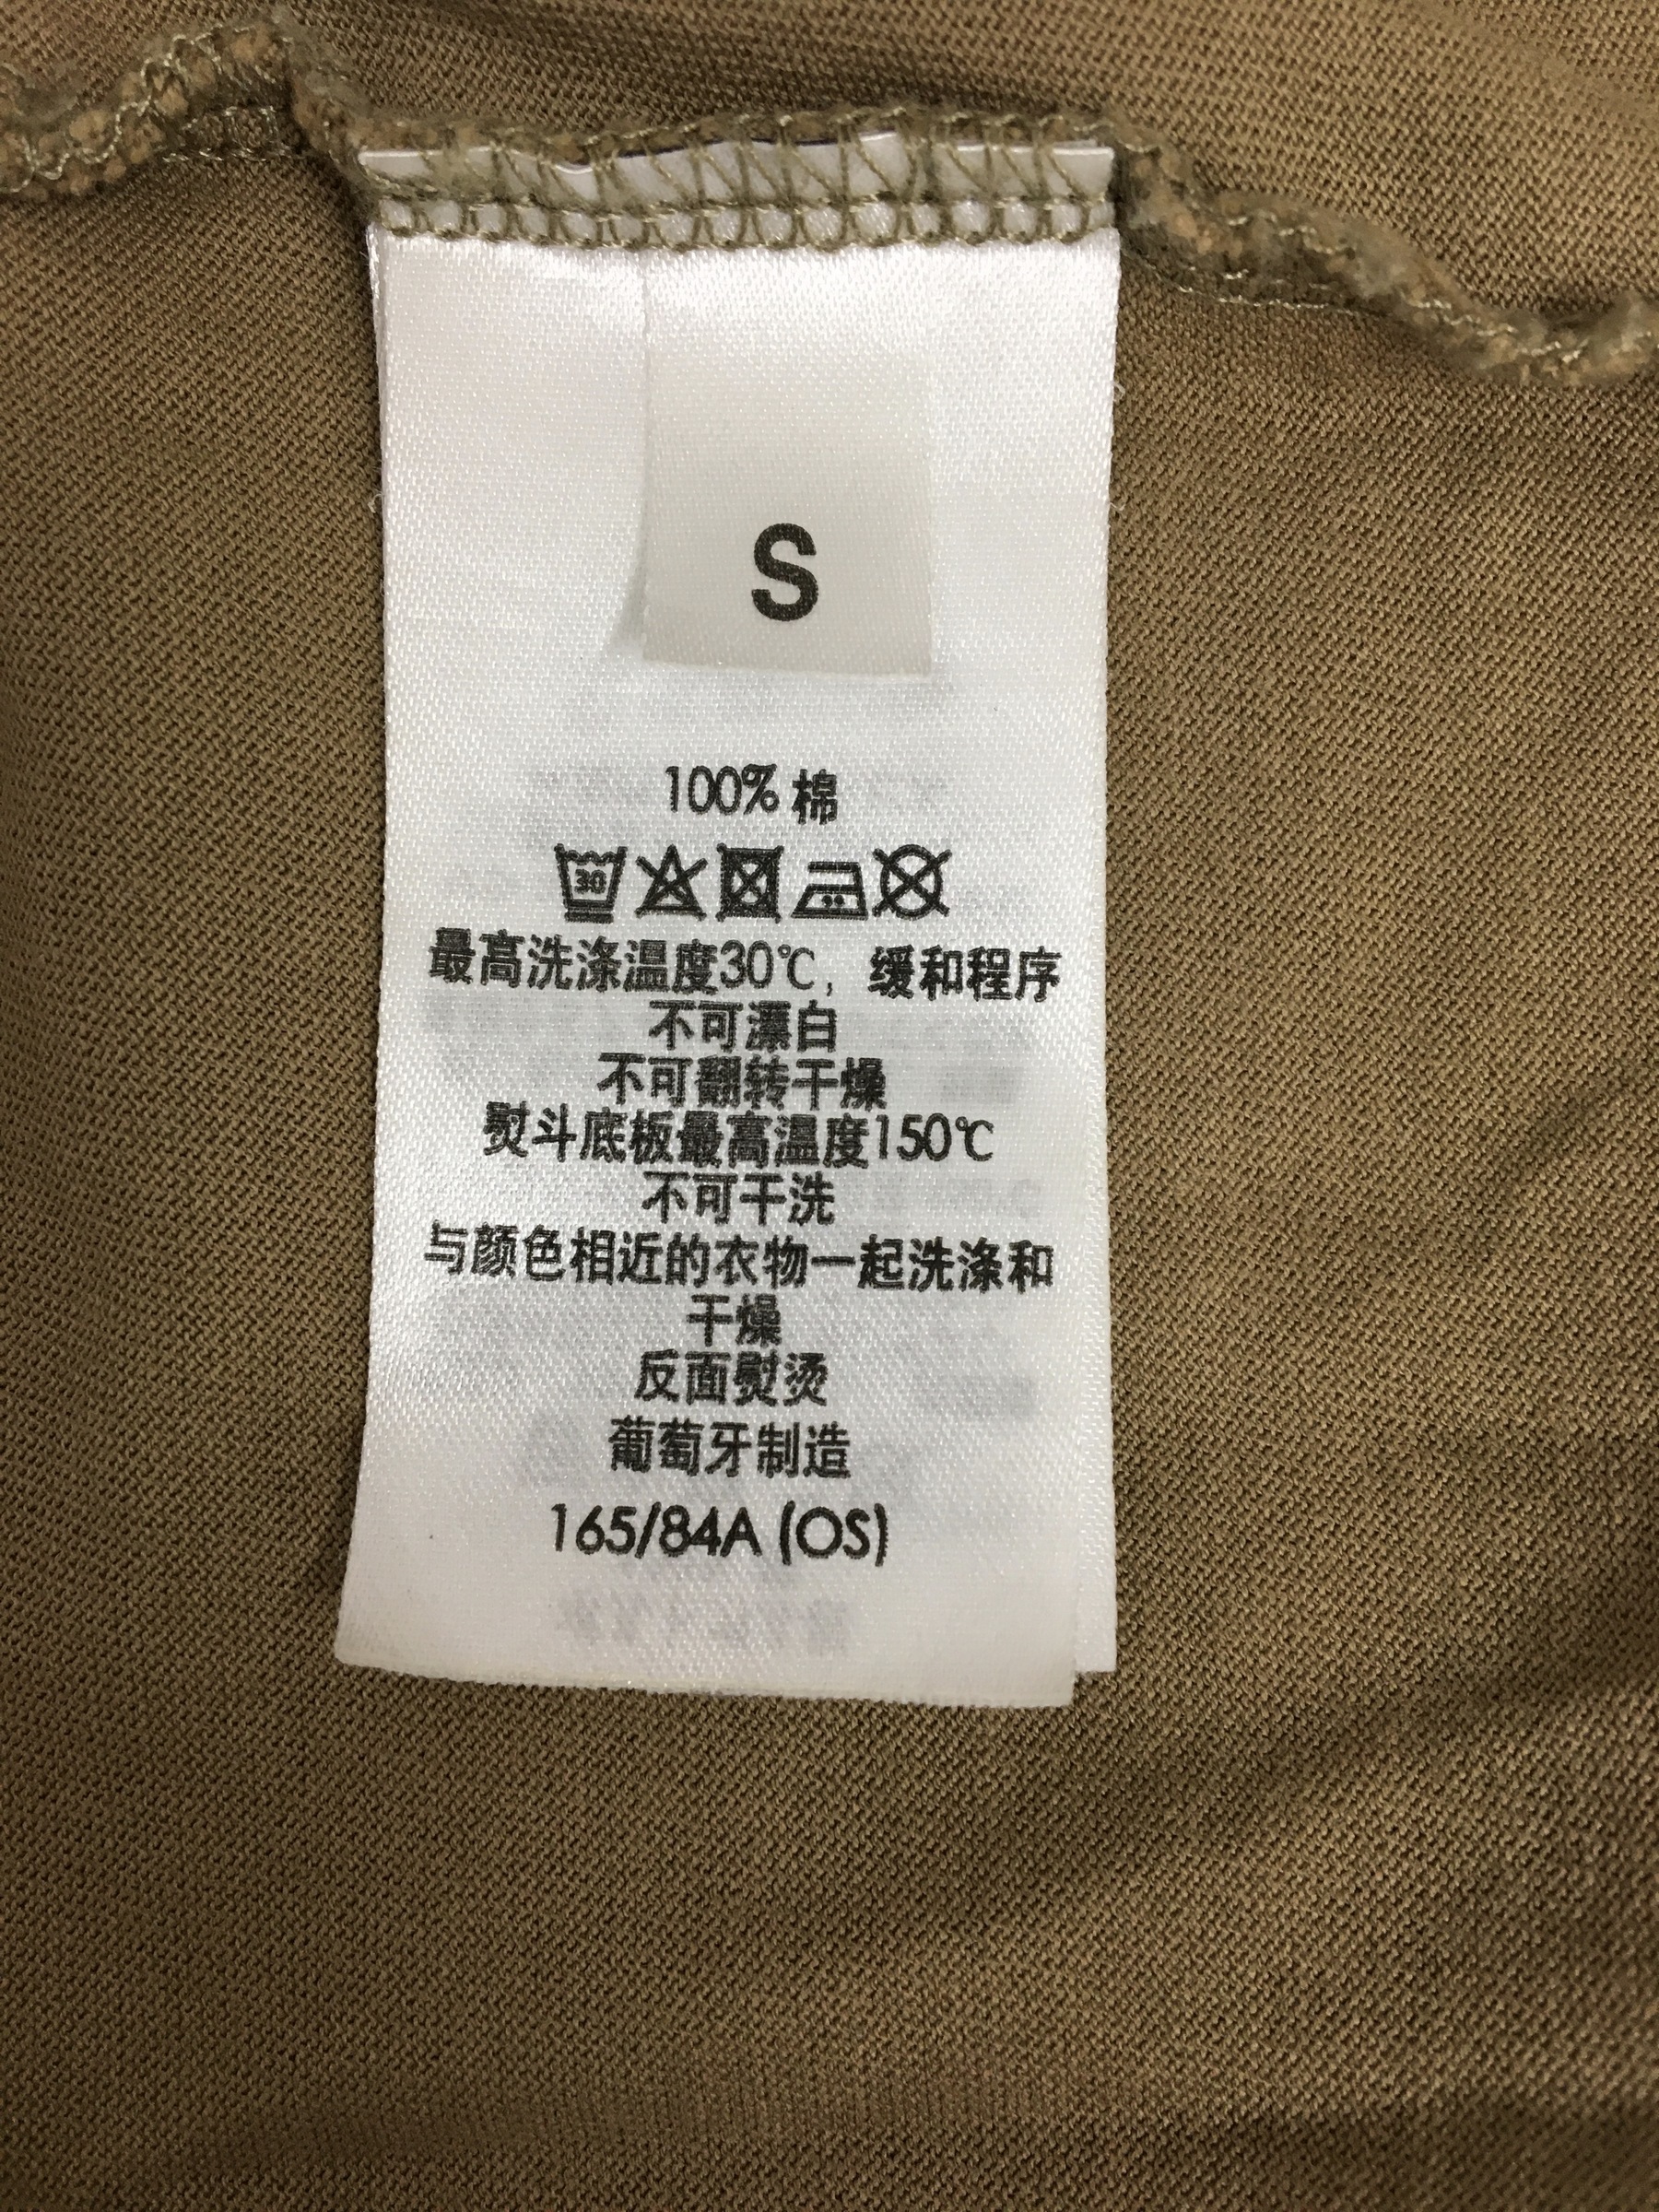 S
100% 棉
30
最高洗涤温度30℃，缓和程序
不可漂白
不可翻转干燥
熨斗底板最高温度150℃
不可干洗
与颜色相近的衣物一起洗涤和
干燥
反面熨烫
葡萄牙制造
165/84A (OS)